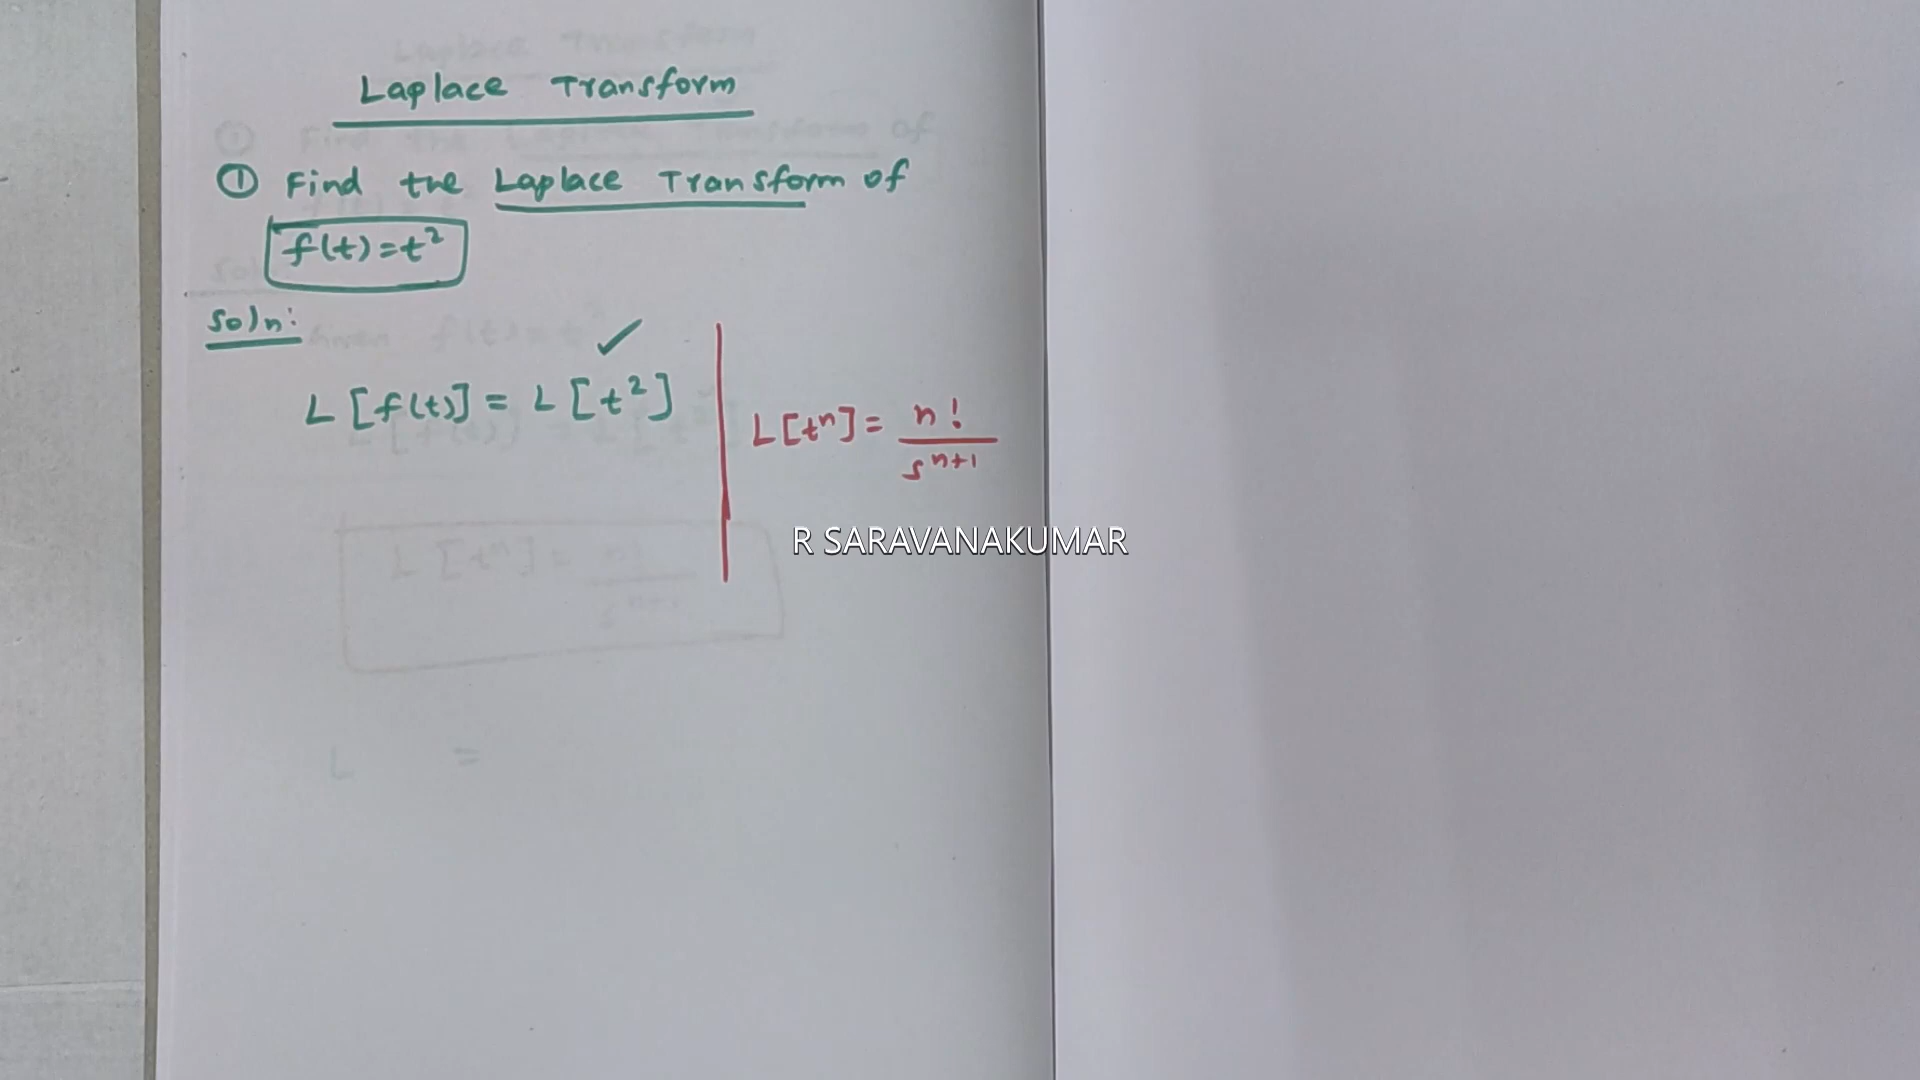 Laplace Transform
① Find the Laplace Transform of
f(t)=t²
Soln:
L[f(t)] = L[t²] ✓
L[tⁿ] = n! / sⁿ⁺¹
R SARAVANAKUMAR